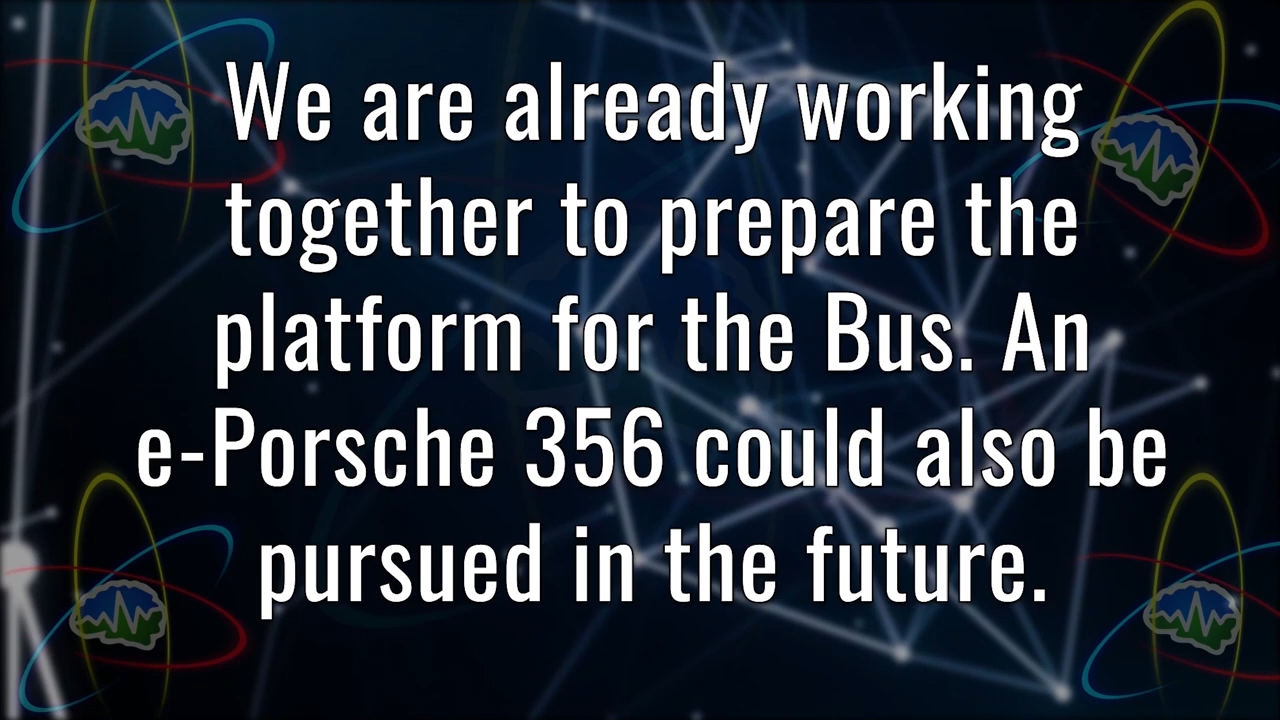 We are already working
together to prepare the
platform for the Bus. An
e-Porsche 356 could also be
pursued in the future.